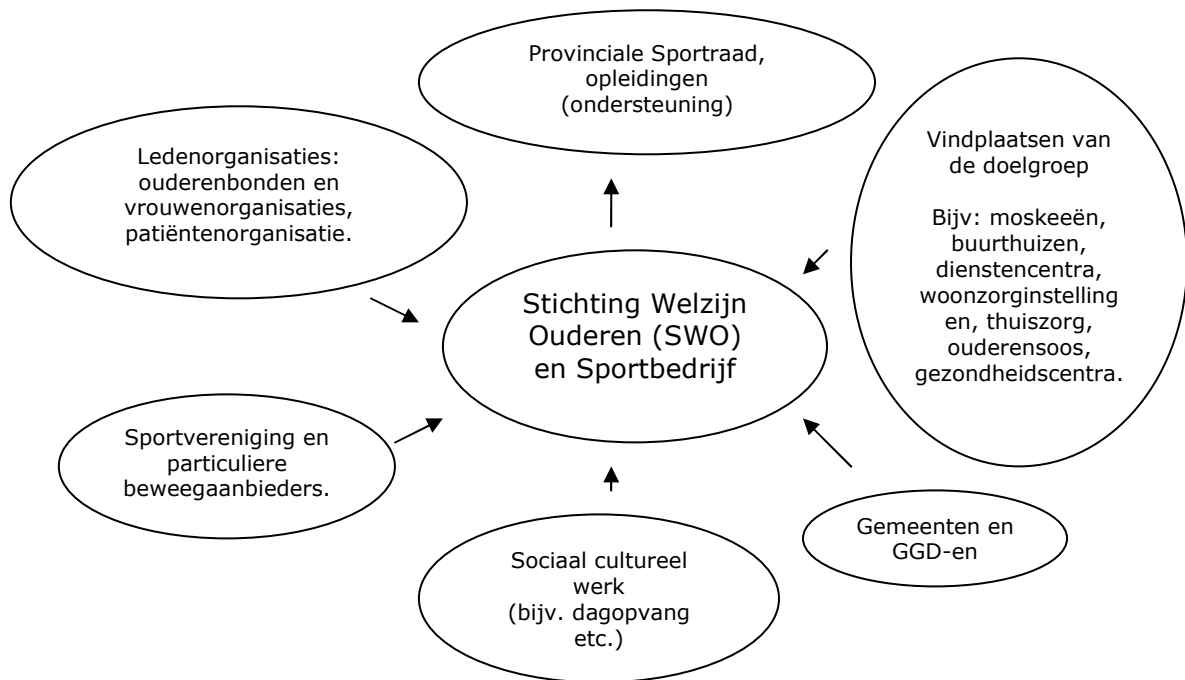 Provinciale Sportraad,
opleidingen
(ondersteuning)
Ledenorganisaties:
ouderenbonden en
vrouwenorganisaties,
patiëntenorganisatie.
Vindplaatsen van
de doelgroep
Bijv: moskeeën,
buurthuizen,
dienstencentra,
woonzorginstelling
en, thuiszorg,
ouderensoos,
gezondheidscentra.
Stichting Welzijn
Ouderen (SWO)
en Sportbedrijf
Sportvereniging en
particuliere
beweegaanbieders.
Gemeenten en
GGD-en
Sociaal cultureel
werk
(bijv. dagopvang
etc.)